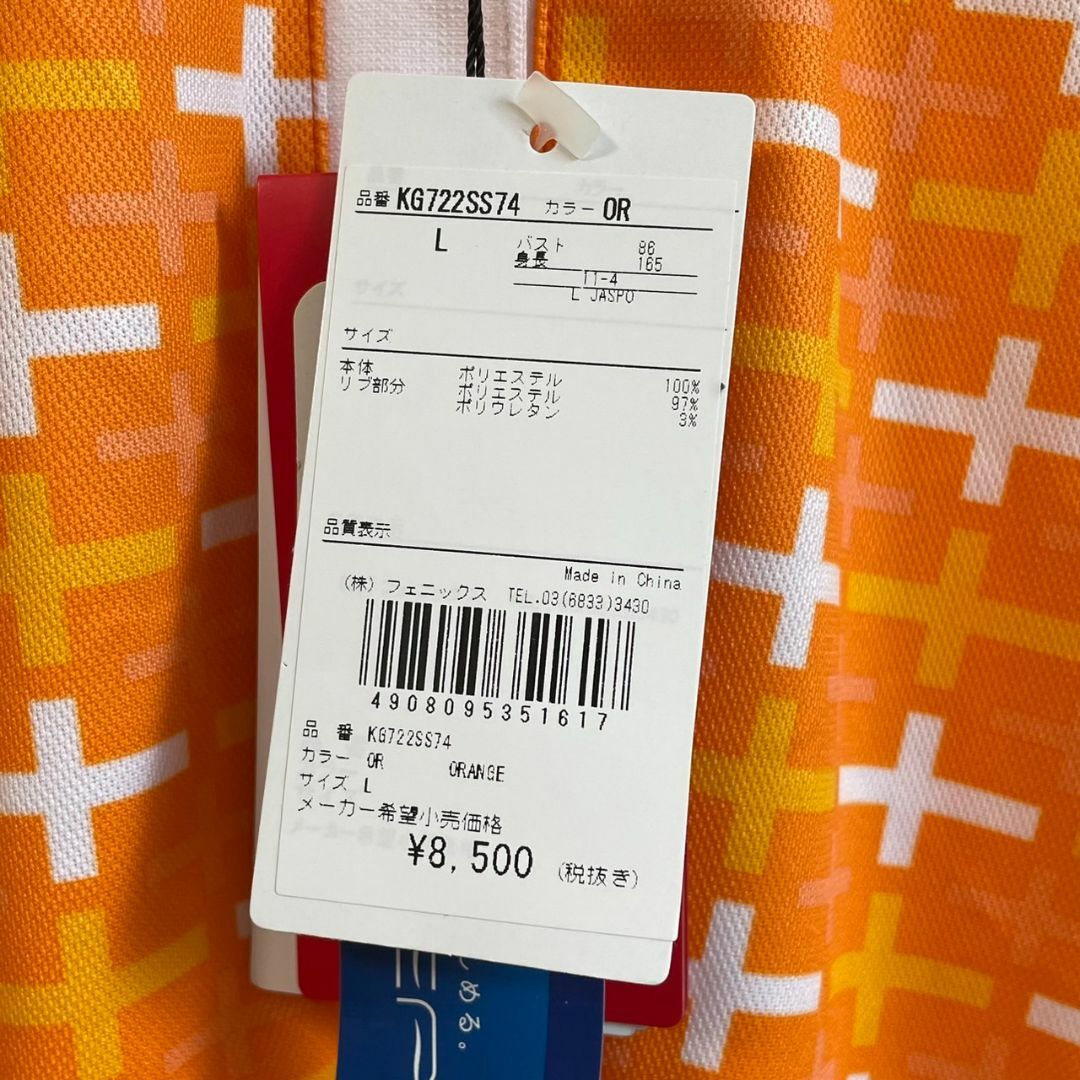 品番 KG722SS74 カラー OR
L
バスト 86
身長 165
11-4
L JASPO
サイズ
本体 ポリエステル 100%
リブ部分 ポリエステル 97%
ポリウレタン 3%
品質表示
Made in China
(株) フェニックス TEL.03(6833)3430
4908095351617
品 番 KG722SS74
カラー OR ORANGE
サイズ L
メーカー希望小売価格
¥8,500 (税抜き)
める。